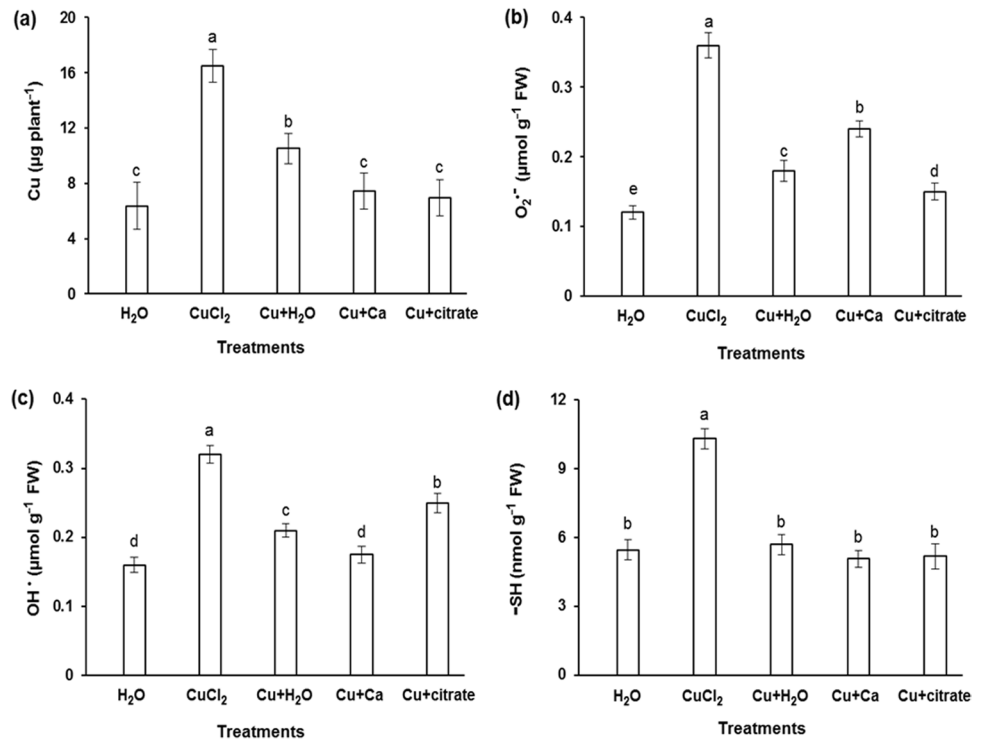 (a)
Cu (µg plant⁻¹)
20
16
12
8
4
0
c
a
b
c
c
H₂O CuCl₂ Cu+H₂O Cu+Ca Cu+citrate
Treatments
(b)
O₂•− (µmol g⁻¹ FW)
0.4
0.3
0.2
0.1
0
e
a
c
b
d
H₂O CuCl₂ Cu+H₂O Cu+Ca Cu+citrate
Treatments
(c)
OH• (µmol g⁻¹ FW)
0.4
0.3
0.2
0.1
0
d
a
c
d
b
H₂O CuCl₂ Cu+H₂O Cu+Ca Cu+citrate
Treatments
(d)
-SH (nmol g⁻¹ FW)
12
9
6
3
0
b
a
b
b
b
H₂O CuCl₂ Cu+H₂O Cu+Ca Cu+citrate
Treatments